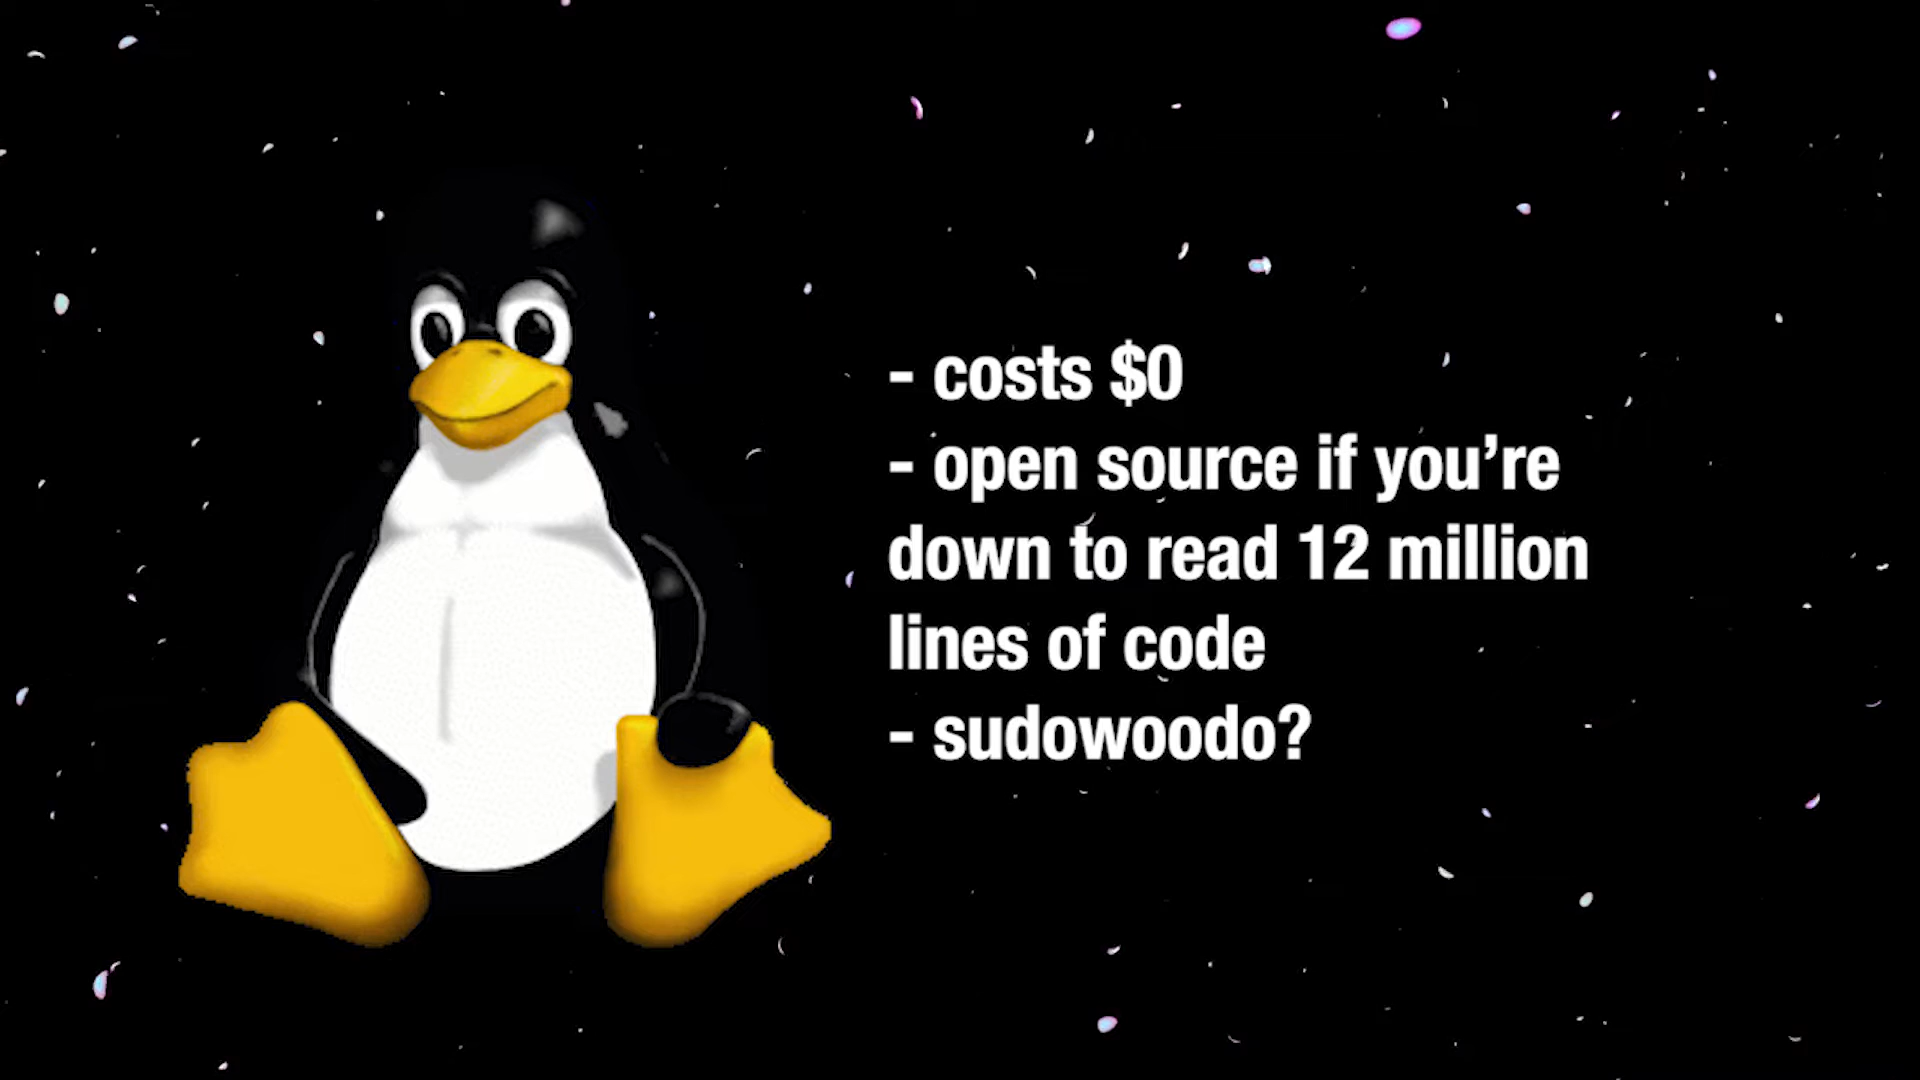 - costs $0
- open source if you’re
down to read 12 million
lines of code
- sudowoodo?